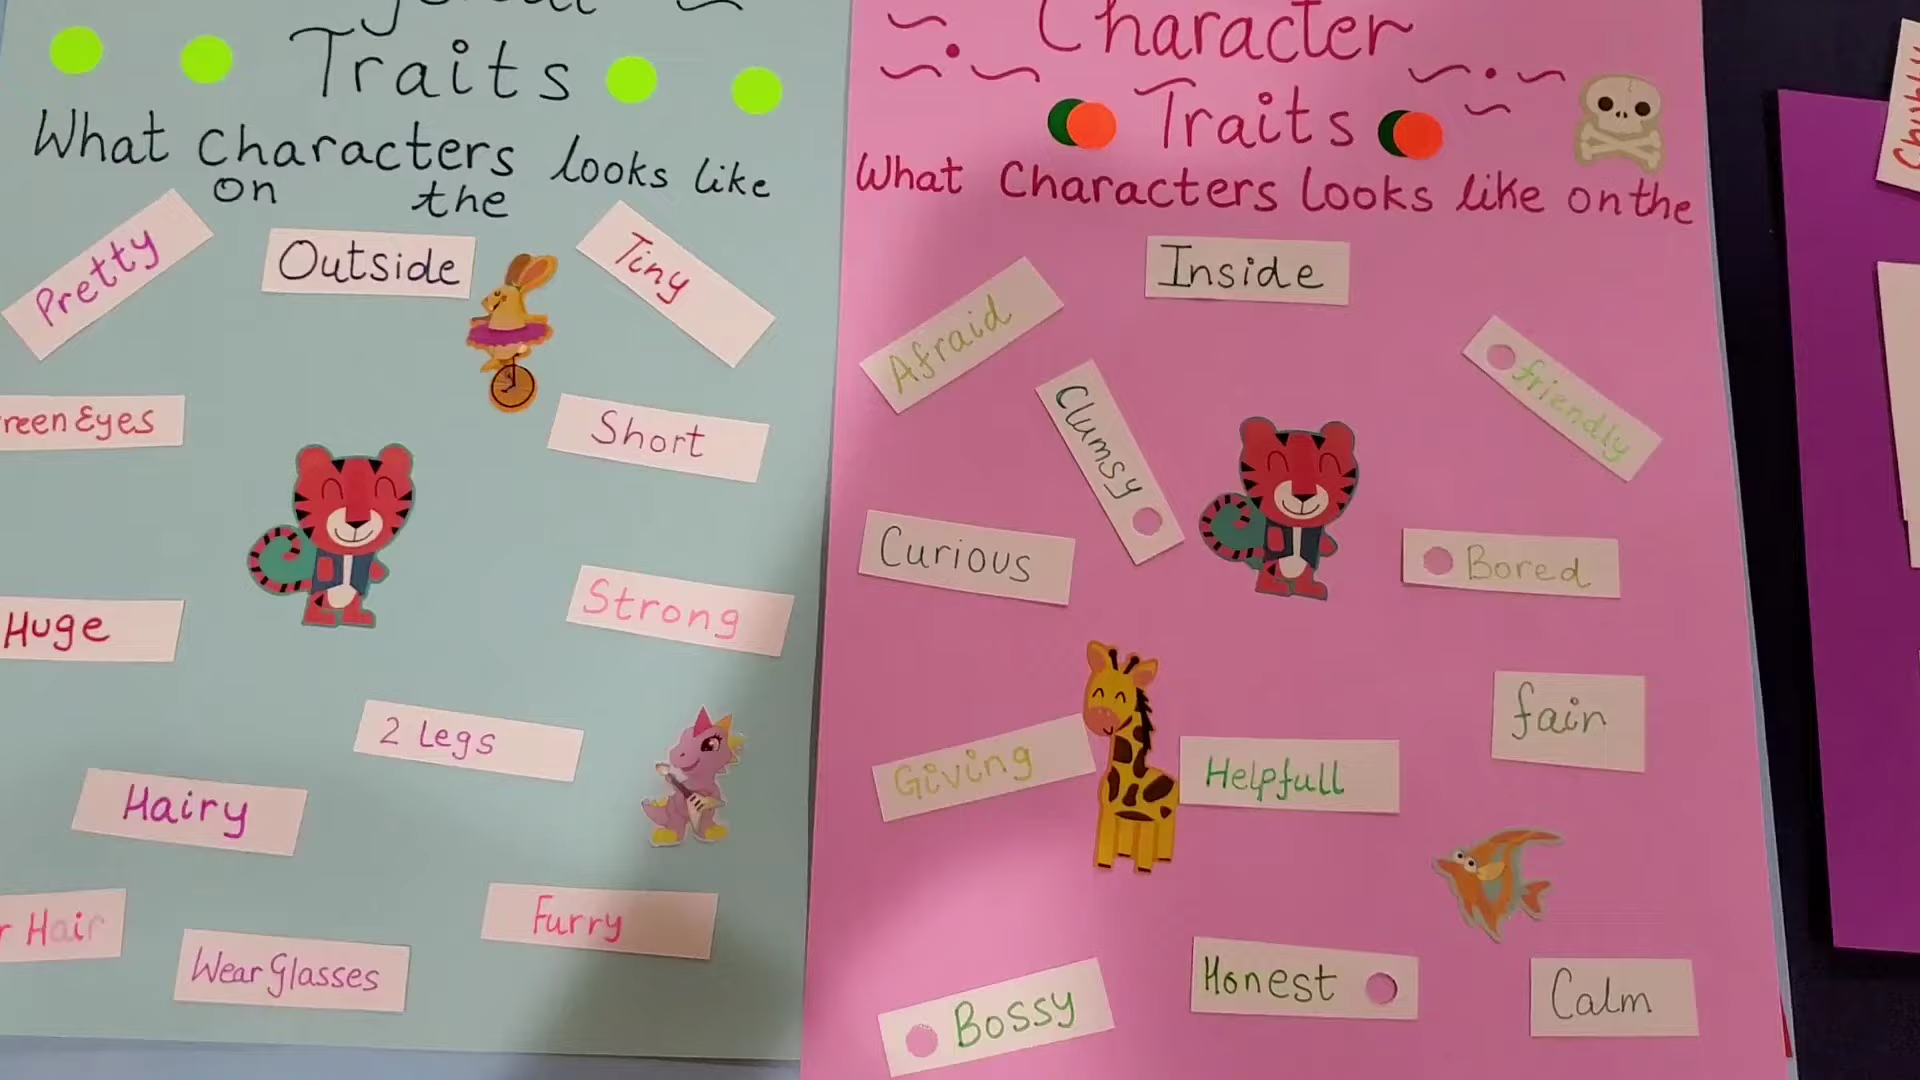 Traits
What characters looks like
on the
Pretty
Outside
Tiny
reen Eyes
Short
Huge
Strong
2 Legs
Hairy
r Hair
Furry
Wear Glasses
Character
Traits
What Characters looks like on the
Inside
Afraid
friendly
Clumsy
Curious
Bored
fair
Giving
Helpfull
Honest
Calm
Bossy
Chubby